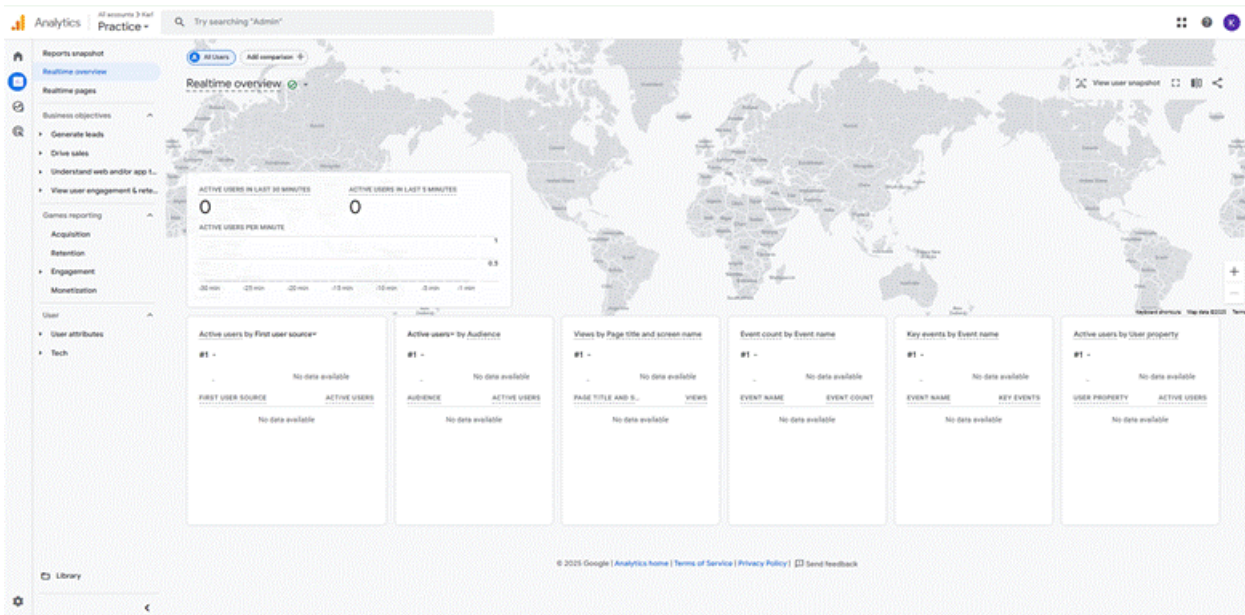 Analytics
All accounts > Karl
Practice
Try searching "Admin"
K
Reports snapshot
Realtime overview
Realtime pages
Business objectives
Generate leads
Drive sales
Understand web and/or app t...
View user engagement & rete...
Games reporting
Acquisition
Retention
Engagement
Monetization
User
User attributes
Tech
Library
A All Users
Add comparison +
Realtime overview
View user snapshot
ACTIVE USERS IN LAST 30 MINUTES
0
ACTIVE USERS IN LAST 5 MINUTES
0
ACTIVE USERS PER MINUTE
1
0.5
-30 min -25 min -20 min -15 min -10 min -5 min -1 min
Keyboard shortcuts Map data ©2025 Terms
Active users by First user source
#1 -
-
No data available
FIRST USER SOURCE ACTIVE USERS
No data available
Active users by Audience
#1 -
-
No data available
AUDIENCE ACTIVE USERS
No data available
Views by Page title and screen name
#1 -
-
No data available
PAGE TITLE AND S... VIEWS
No data available
Event count by Event name
#1 -
-
No data available
EVENT NAME EVENT COUNT
No data available
Key events by Event name
#1 -
-
No data available
EVENT NAME KEY EVENTS
No data available
Active users by User property
#1 -
-
No data available
USER PROPERTY ACTIVE USERS
No data available
© 2025 Google | Analytics home | Terms of Service | Privacy Policy | Send feedback